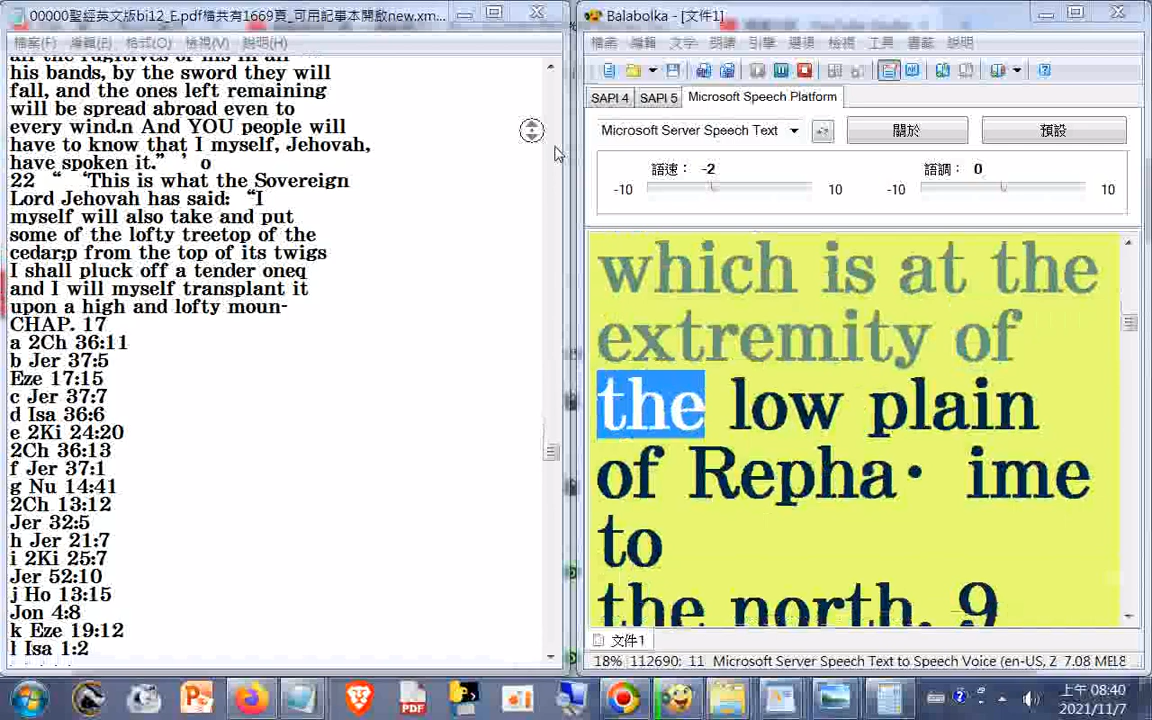 00000聖經英文版bi12_E.pdf檔共有1669頁_可用記事本開啟new.xm...
檔案(F) 編輯(E) 格式(O) 檢視(V) 說明(H)
all the fugitives of his in all
his bands, by the sword they will
fall, and the ones left remaining
will be spread abroad even to
every wind.n And YOU people will
have to know that I myself, Jehovah,
have spoken it.” ’ o
22 “ ‘This is what the Sovereign
Lord Jehovah has said: “I
myself will also take and put
some of the lofty treetop of the
cedar;p from the top of its twigs
I shall pluck off a tender oneq
and I will myself transplant it
upon a high and lofty moun-
CHAP. 17
a 2Ch 36:11
b Jer 37:5
Eze 17:15
c Jer 37:7
d Isa 36:6
e 2Ki 24:20
2Ch 36:13
f Jer 37:1
g Nu 14:41
2Ch 13:12
Jer 32:5
h Jer 21:7
i 2Ki 25:7
Jer 52:10
j Ho 13:15
Jon 4:8
k Eze 19:12
l Isa 1:2
Balabolka - [文件1]
檔案 編輯 文字 朗讀 引擎 選項 檢視 工具 書籤 說明
SAPI 4 SAPI 5 Microsoft Speech Platform
Microsoft Server Speech Text 關於 預設
語速： -2 語調： 0
-10 10 -10 10
which is at the
extremity of
the low plain
of Repha· ime
to
the north. 9
文件1
18% 112690: 11 Microsoft Server Speech Text to Speech Voice (en-US, Z 7.08 MEL8
上午 08:40
2021/11/7